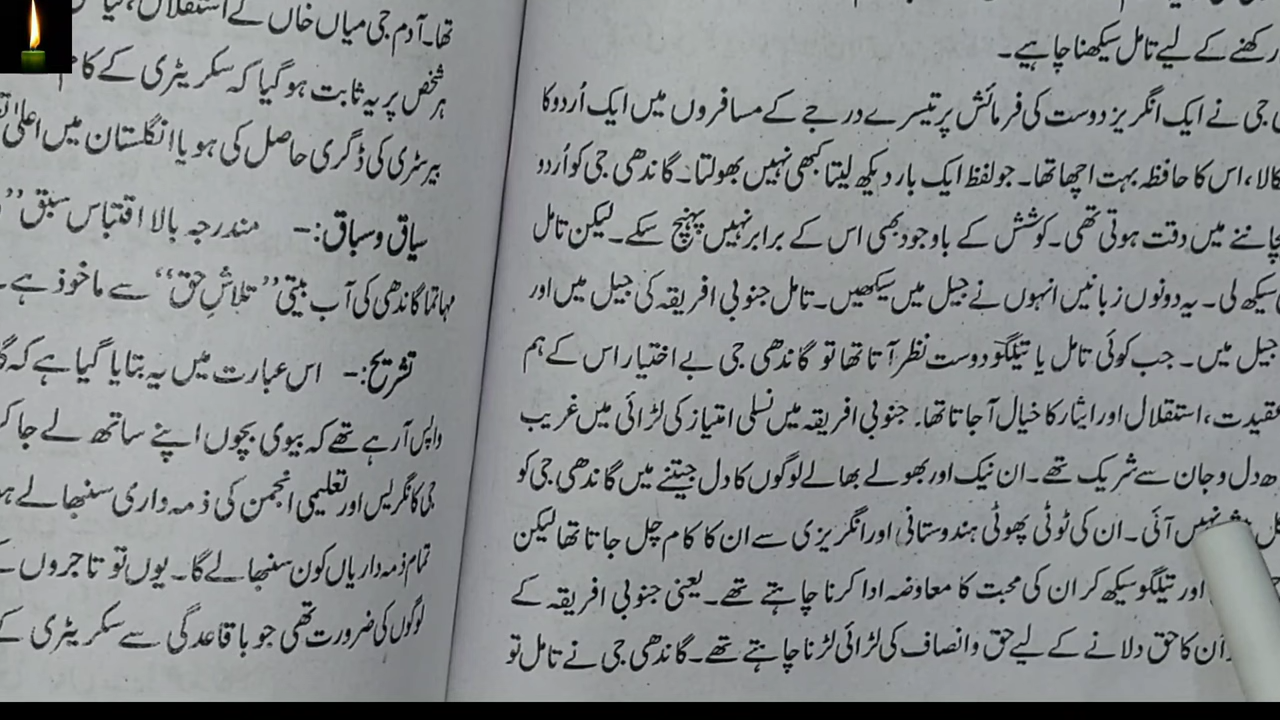 رکھنے کے لیے تامل سیکھنا چاہیے۔
جی نے ایک انگریز دوست کی فرمائش پر تیسرے درجے کے مسافروں میں ایک اُردو کا
اس کا حافظہ بہت اچھا تھا۔ جو لفظ ایک بار دیکھ لیتا کبھی نہیں بھولتا۔ گاندھی جی کو اُردو
میں دقت ہوتی تھی۔ کوشش کے باوجود بھی اس کے برابر نہیں پہنچ سکے۔ لیکن تامل
سیکھ لی۔ یہ دونوں زبانیں انہوں نے جیل میں سیکھیں۔ تامل جنوبی افریقہ کی جیل میں اور
جیل میں۔ جب کوئی تامل یا تیلگو دوست نظر آتا تھا تو گاندھی جی بے اختیار اس کے ہم
عقیدت، استقلال اور ایثار کا خیال آجاتا تھا۔ جنوبی افریقہ میں نسلی امتیاز کی لڑائی میں غریب
دل و جان سے شریک تھے۔ ان نیک اور بھولے بھالے لوگوں کا دل جیتنے میں گاندھی جی کو
نہیں آئی۔ ان کی ٹوٹی پھوٹی ہندوستانی اور انگریزی سے ان کا کام چل جاتا تھا لیکن
اور تیلگو سیکھ کر ان کی محبت کا معاوضہ ادا کرنا چاہتے تھے۔ یعنی جنوبی افریقہ کے
ان کا حق دلانے کے لیے حق و انصاف کی لڑائی لڑنا چاہتے تھے۔ گاندھی جی نے تامل تو
تھا۔ آدم جی میاں خاں کے استقلال،
ہر شخص پر یہ ثابت ہو گیا کہ سکریٹری کے کام
بیرسٹری کی ڈگری حاصل کی ہو یا انگلستان میں اعلیٰ
سیاق و سباق:- مندرجہ بالا اقتباس سبق ’’
مہاتما گاندھی کی آپ بیتی ’’تلاشِ حق‘‘ سے ماخوذ ہے۔
تشریح:- اس عبارت میں یہ بتایا گیا ہے کہ
واپس آرہے تھے کہ بیوی بچوں اپنے ساتھ لے جا
جی کانگریس اور تعلیمی انجمن کی ذمہ داری سنبھالے
تمام ذمہ داریاں کون سنبھالے گا۔ یوں تو تاجروں
لوگوں کی ضرورت تھی جو باقاعدگی سے سکریٹری کے